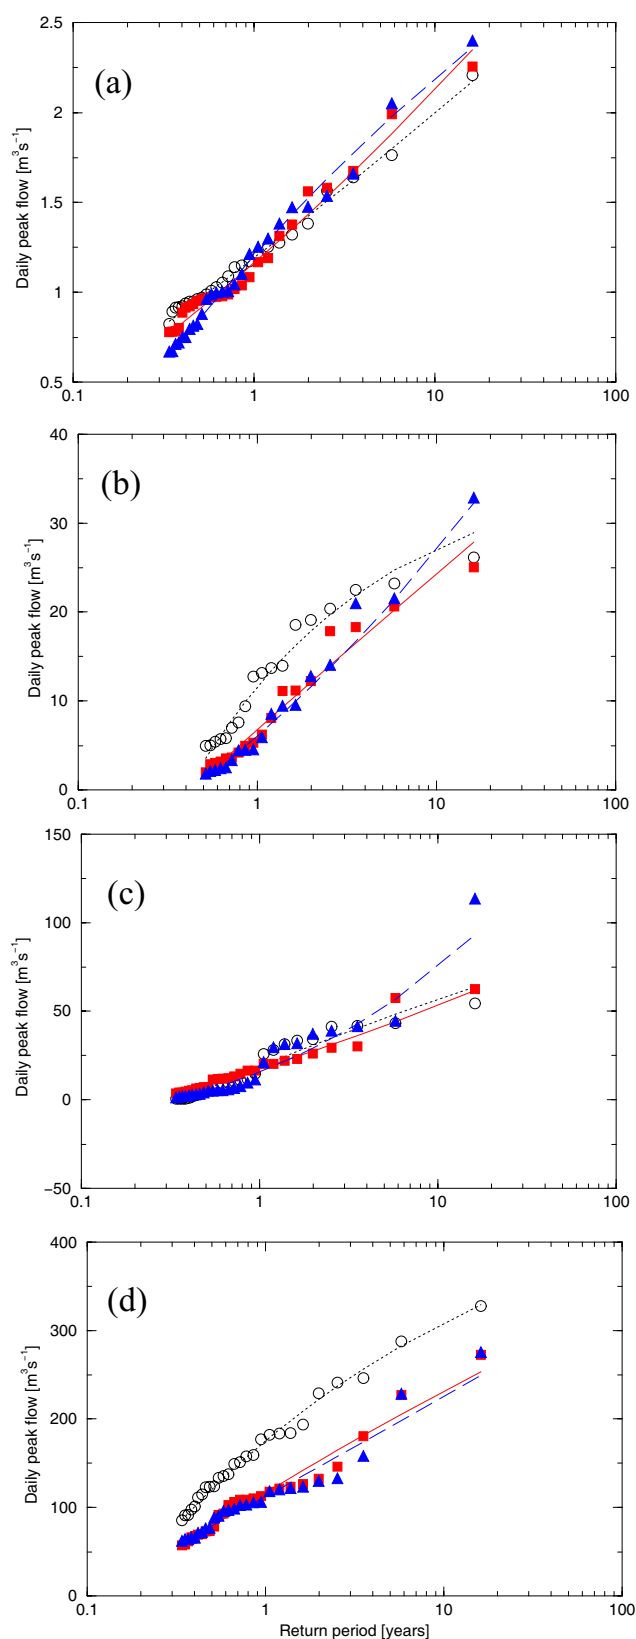 2.5
(a)
2
Daily peak flow [m³s⁻¹]
1.5
1
0.5
0.1 1 10 100
40
(b)
30
Daily peak flow [m³s⁻¹]
20
10
0
0.1 1 10 100
150
(c)
100
Daily peak flow [m³s⁻¹]
50
0
−50
0.1 1 10 100
400
(d)
300
Daily peak flow [m³s⁻¹]
200
100
0
0.1 1 10 100
Return period [years]